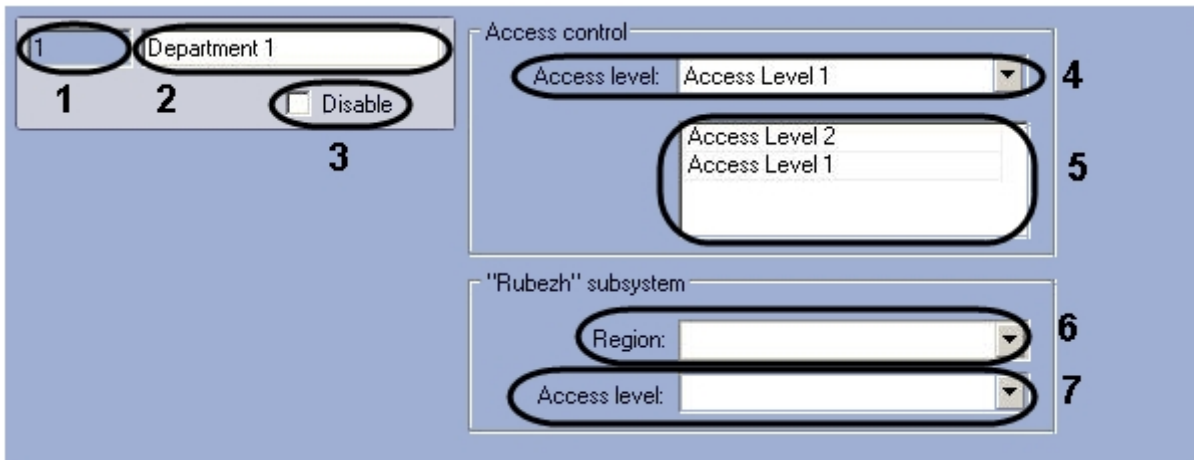 1
Department 1
1
2
Disable
3
Access control
Access level: Access Level 1
4
Access Level 2
Access Level 1
5
"Rubezh" subsystem
Region:
6
Access level:
7